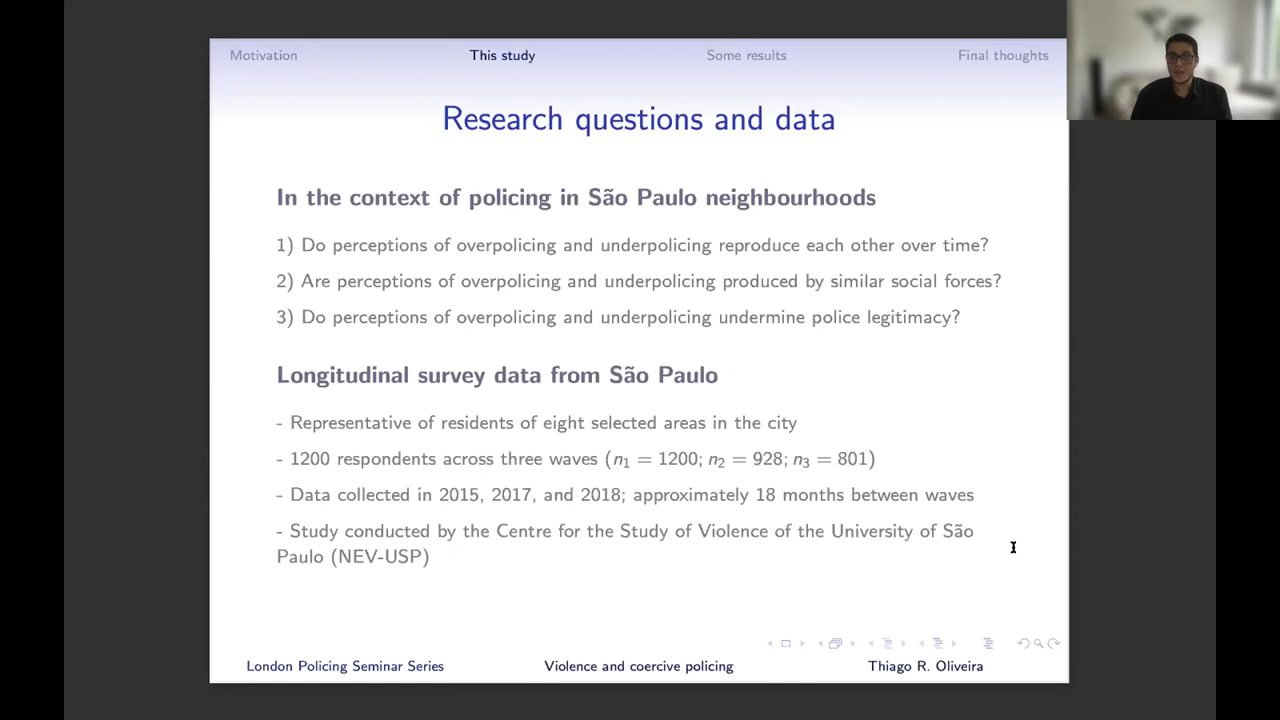 Motivation This study Some results Final thoughts
Research questions and data
In the context of policing in São Paulo neighbourhoods
1) Do perceptions of overpolicing and underpolicing reproduce each other over time?
2) Are perceptions of overpolicing and underpolicing produced by similar social forces?
3) Do perceptions of overpolicing and underpolicing undermine police legitimacy?
Longitudinal survey data from São Paulo
- Representative of residents of eight selected areas in the city
- 1200 respondents across three waves (n₁ = 1200; n₂ = 928; n₃ = 801)
- Data collected in 2015, 2017, and 2018; approximately 18 months between waves
- Study conducted by the Centre for the Study of Violence of the University of São
Paulo (NEV-USP)
London Policing Seminar Series Violence and coercive policing Thiago R. Oliveira